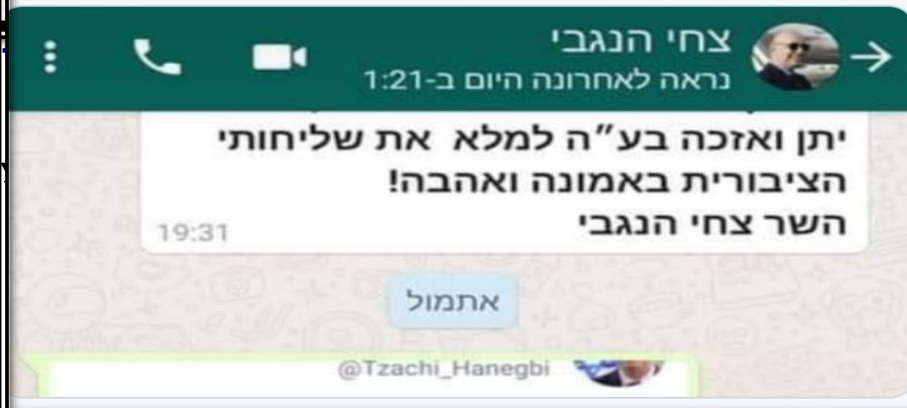 צחי הנגבי
נראה לאחרונה היום ב-1:21
יתן ואזכה בע״ה למלא את שליחותי
הציבורית באמונה ואהבה!
השר צחי הנגבי
19:31
אתמול
@Tzachi_Hanegbi